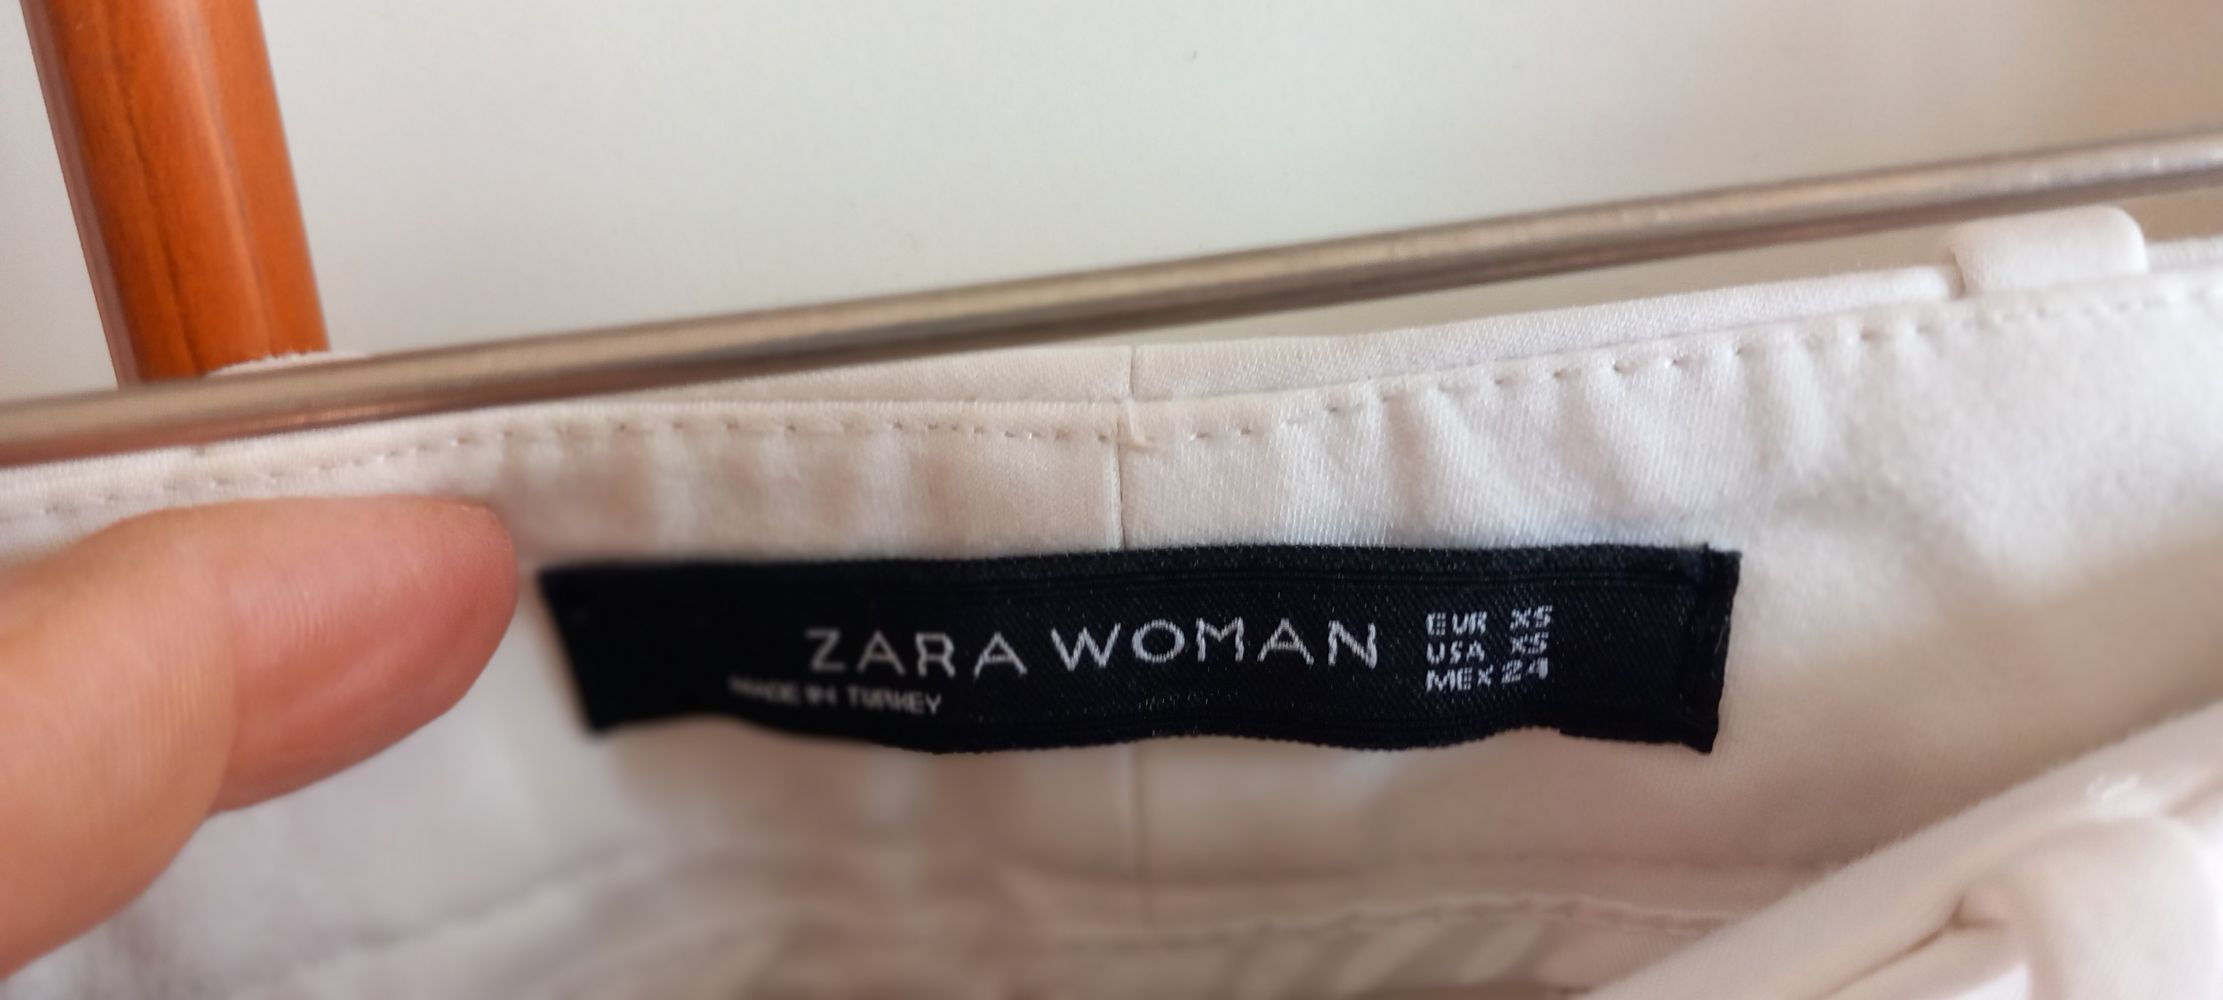 ZARA WOMAN
MADE IN TURKEY
EUR XS
USA XS
MEX 24